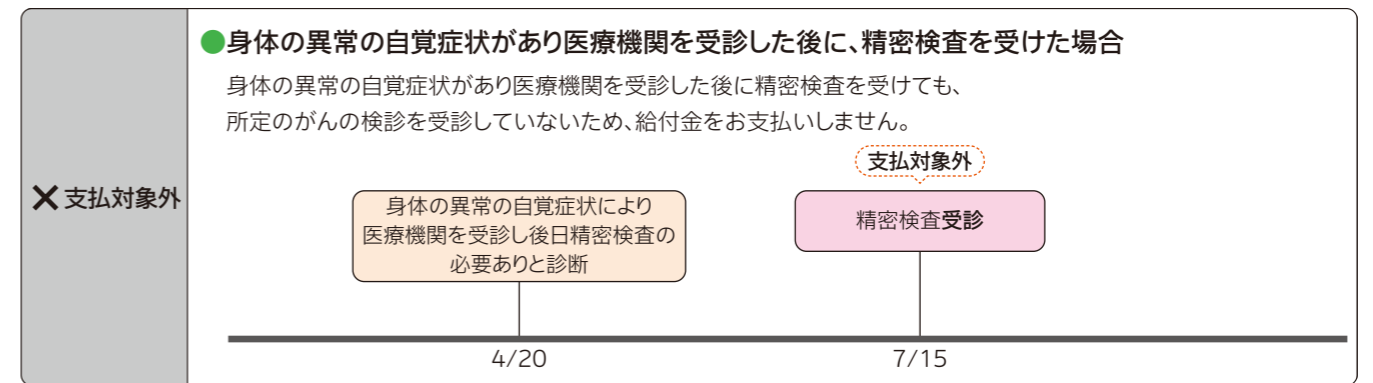 ●身体の異常の自覚症状があり医療機関を受診した後に、精密検査を受けた場合
身体の異常の自覚症状があり医療機関を受診した後に精密検査を受けても、
所定のがんの検診を受診していないため、給付金をお支払いしません。
✕支払対象外
支払対象外
身体の異常の自覚症状により
医療機関を受診し後日精密検査の
必要ありと診断
精密検査受診
4/20
7/15